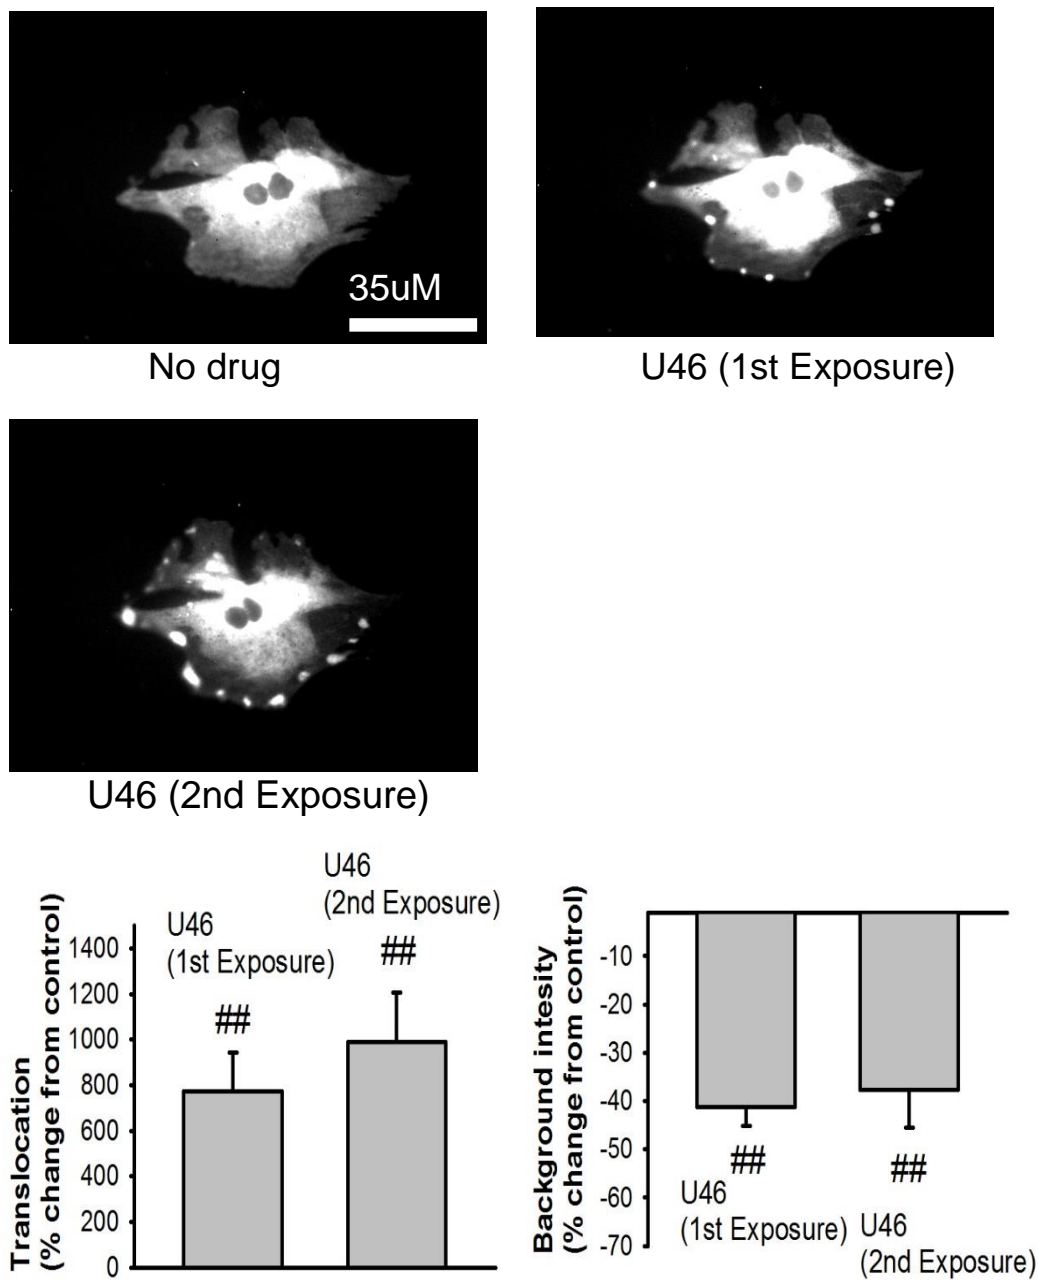 35uM
No drug
U46 (1st Exposure)
U46 (2nd Exposure)
Translocation
(% change from control)
1400
1200
1000
800
600
400
200
0
U46
(1st Exposure)
##
U46
(2nd Exposure)
##
Background intesity
(% change from control)
-10
-20
-30
-40
-50
-60
-70
##
U46
(1st Exposure)
##
U46
(2nd Exposure)